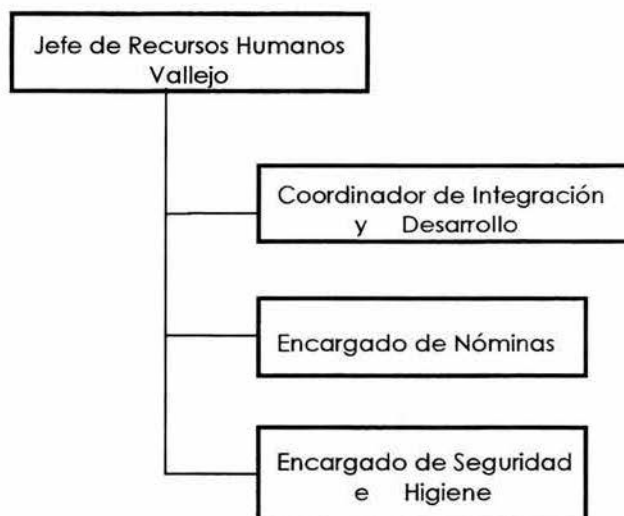 Jefe de Recursos Humanos
Vallejo
Coordinador de Integración
y Desarrollo
Encargado de Nóminas
Encargado de Seguridad
e Higiene